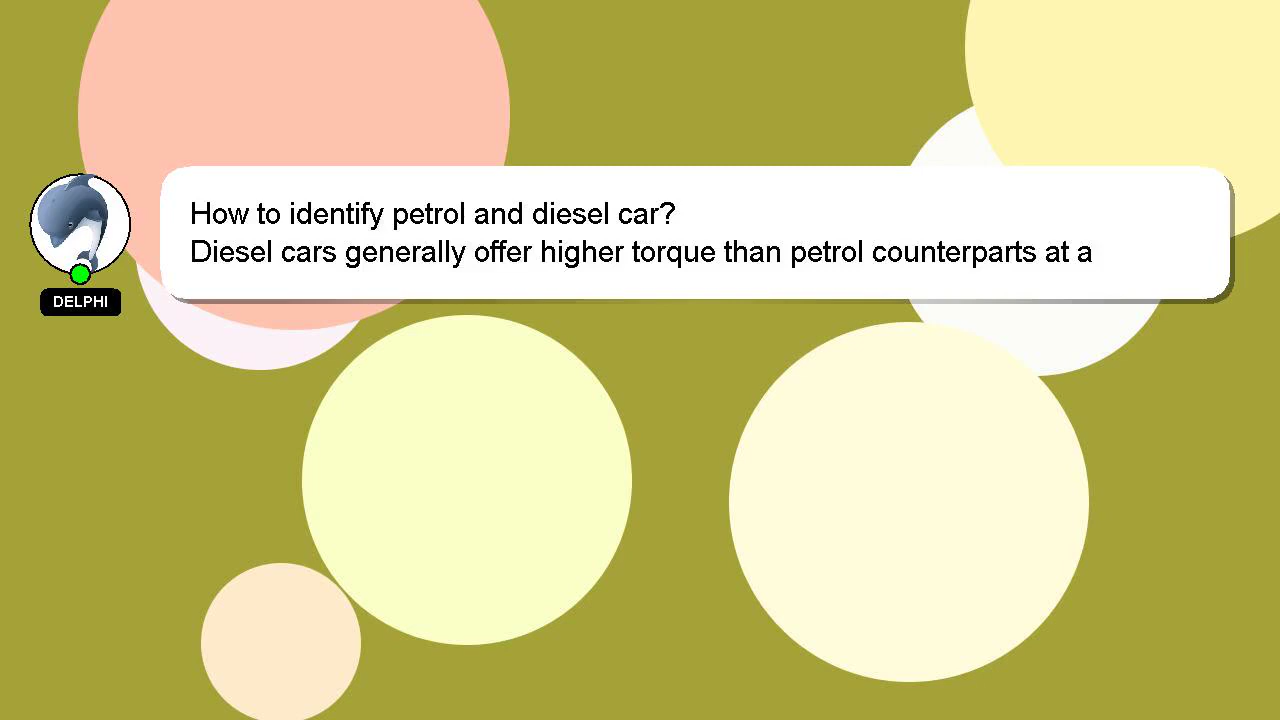 How to identify petrol and diesel car?
Diesel cars generally offer higher torque than petrol counterparts at a
DELPHI